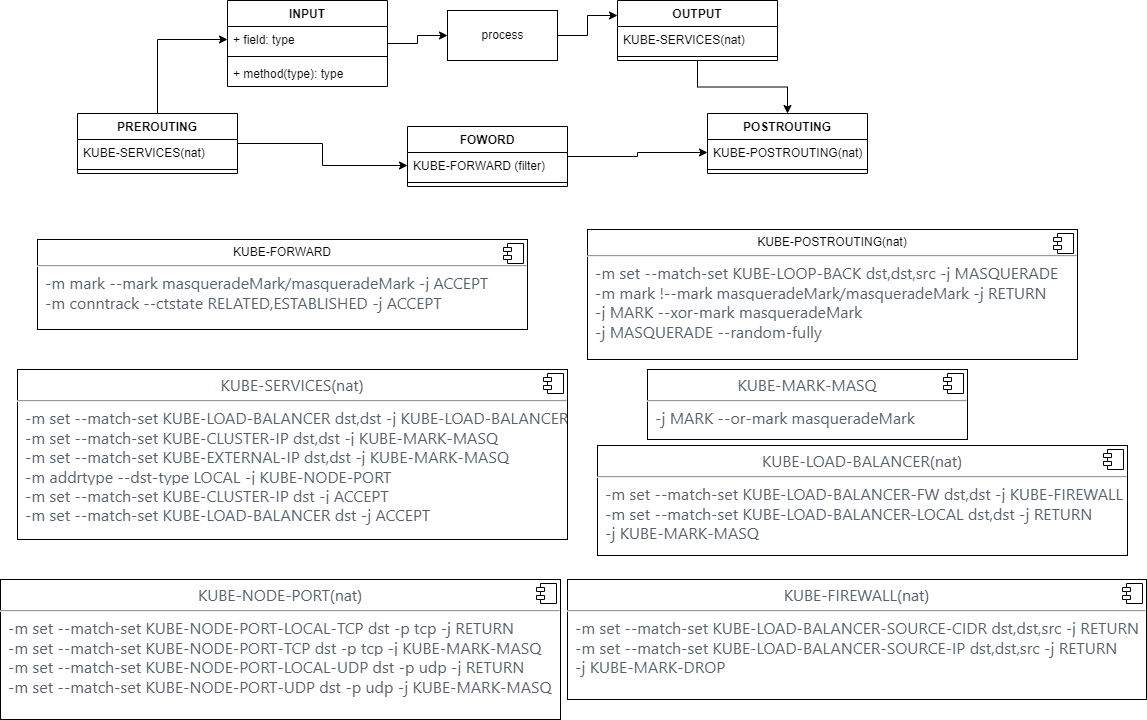 INPUT
+ field: type
+ method(type): type
process
OUTPUT
KUBE-SERVICES(nat)
PREROUTING
KUBE-SERVICES(nat)
FOWORD
KUBE-FORWARD (filter)
POSTROUTING
KUBE-POSTROUTING(nat)
KUBE-FORWARD
-m mark --mark masqueradeMark/masqueradeMark -j ACCEPT
-m conntrack --ctstate RELATED,ESTABLISHED -j ACCEPT
KUBE-POSTROUTING(nat)
-m set --match-set KUBE-LOOP-BACK dst,dst,src -j MASQUERADE
-m mark !--mark masqueradeMark/masqueradeMark -j RETURN
-j MARK --xor-mark masqueradeMark
-j MASQUERADE --random-fully
KUBE-SERVICES(nat)
-m set --match-set KUBE-LOAD-BALANCER dst,dst -j KUBE-LOAD-BALANCER
-m set --match-set KUBE-CLUSTER-IP dst,dst -j KUBE-MARK-MASQ
-m set --match-set KUBE-EXTERNAL-IP dst,dst -j KUBE-MARK-MASQ
-m addrtype --dst-type LOCAL -j KUBE-NODE-PORT
-m set --match-set KUBE-CLUSTER-IP dst -j ACCEPT
-m set --match-set KUBE-LOAD-BALANCER dst -j ACCEPT
KUBE-MARK-MASQ
-j MARK --or-mark masqueradeMark
KUBE-LOAD-BALANCER(nat)
-m set --match-set KUBE-LOAD-BALANCER-FW dst,dst -j KUBE-FIREWALL
-m set --match-set KUBE-LOAD-BALANCER-LOCAL dst,dst -j RETURN
-j KUBE-MARK-MASQ
KUBE-NODE-PORT(nat)
-m set --match-set KUBE-NODE-PORT-LOCAL-TCP dst -p tcp -j RETURN
-m set --match-set KUBE-NODE-PORT-TCP dst -p tcp -j KUBE-MARK-MASQ
-m set --match-set KUBE-NODE-PORT-LOCAL-UDP dst -p udp -j RETURN
-m set --match-set KUBE-NODE-PORT-UDP dst -p udp -j KUBE-MARK-MASQ
KUBE-FIREWALL(nat)
-m set --match-set KUBE-LOAD-BALANCER-SOURCE-CIDR dst,dst,src -j RETURN
-m set --match-set KUBE-LOAD-BALANCER-SOURCE-IP dst,dst,src -j RETURN
-j KUBE-MARK-DROP